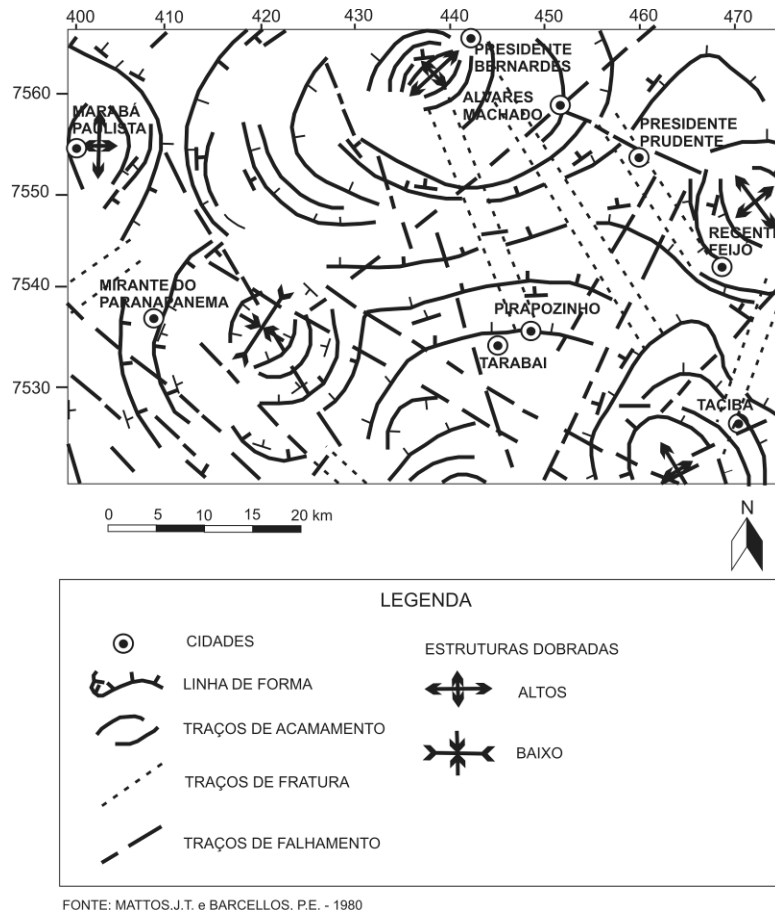 400 410 420 430 440 450 460 470
PRESIDENTE
BERNARDES
7560
ALVARES
MACHADO
MARABÁ
PAULISTA
PRESIDENTE
PRUDENTE
7550
REGENTE
FEIJÓ
7540
MIRANTE DO
PARANAPANEMA
PIRAPOZINHO
TARABAI
7530
TACIBA
0 5 10 15 20 km
N
LEGENDA
CIDADES
LINHA DE FORMA
TRAÇOS DE ACAMAMENTO
TRAÇOS DE FRATURA
TRAÇOS DE FALHAMENTO
ESTRUTURAS DOBRADAS
ALTOS
BAIXO
FONTE: MATTOS.J.T. e BARCELLOS. P.E. - 1980